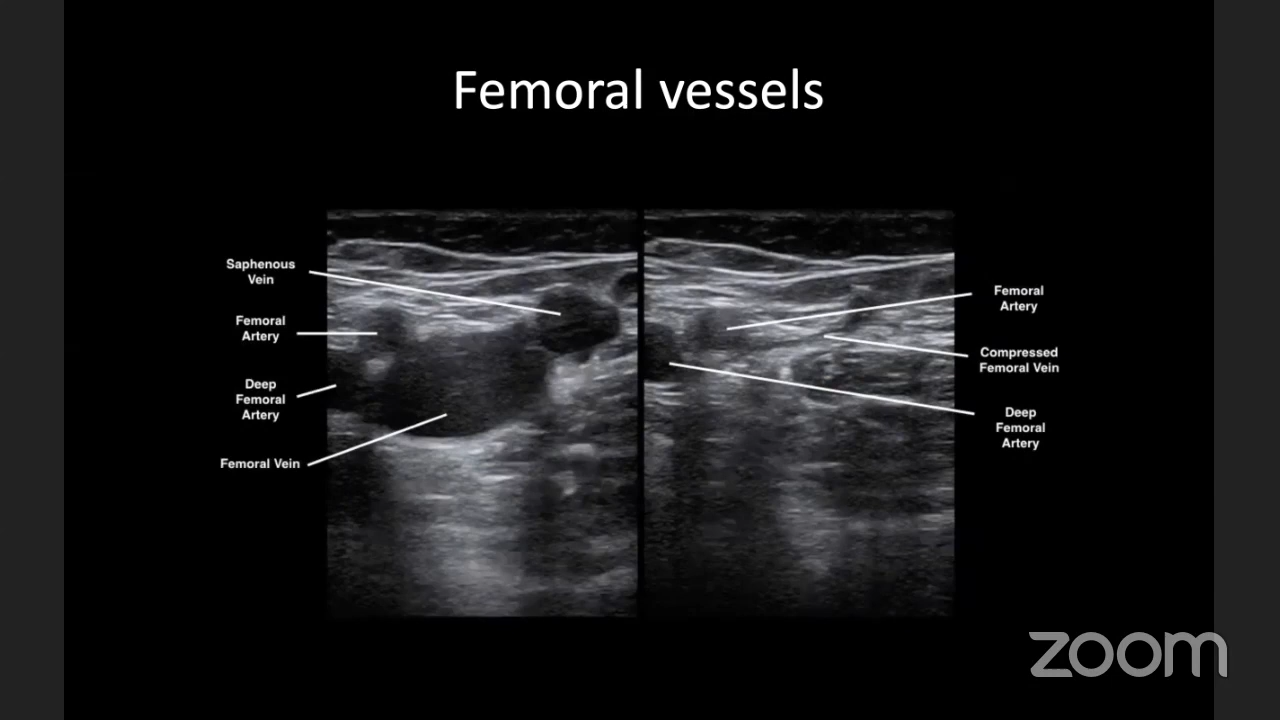 Femoral vessels
Saphenous
Vein
Femoral
Artery
Deep
Femoral
Artery
Femoral Vein
Femoral
Artery
Compressed
Femoral Vein
Deep
Femoral
Artery
zoom